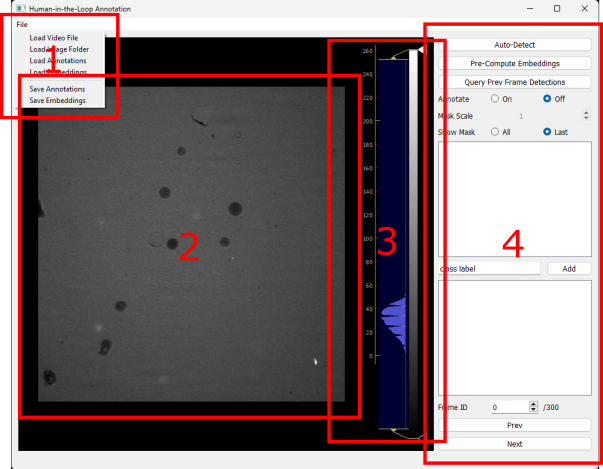 Human-in-the-Loop Annotation
File
Load Video File
Load Image Folder
Load Annotations
Load Embeddings
Save Annotations
Save Embeddings
1
2
260
240
220
200
180
160
140
120
100
80
60
40
20
0
3
Auto-Detect
Pre-Compute Embeddings
Query Prev Frame Detections
Annotate On Off
Mask Scale 1
Show Mask All Last
4
class label Add
Frame ID 0 /300
Prev
Next